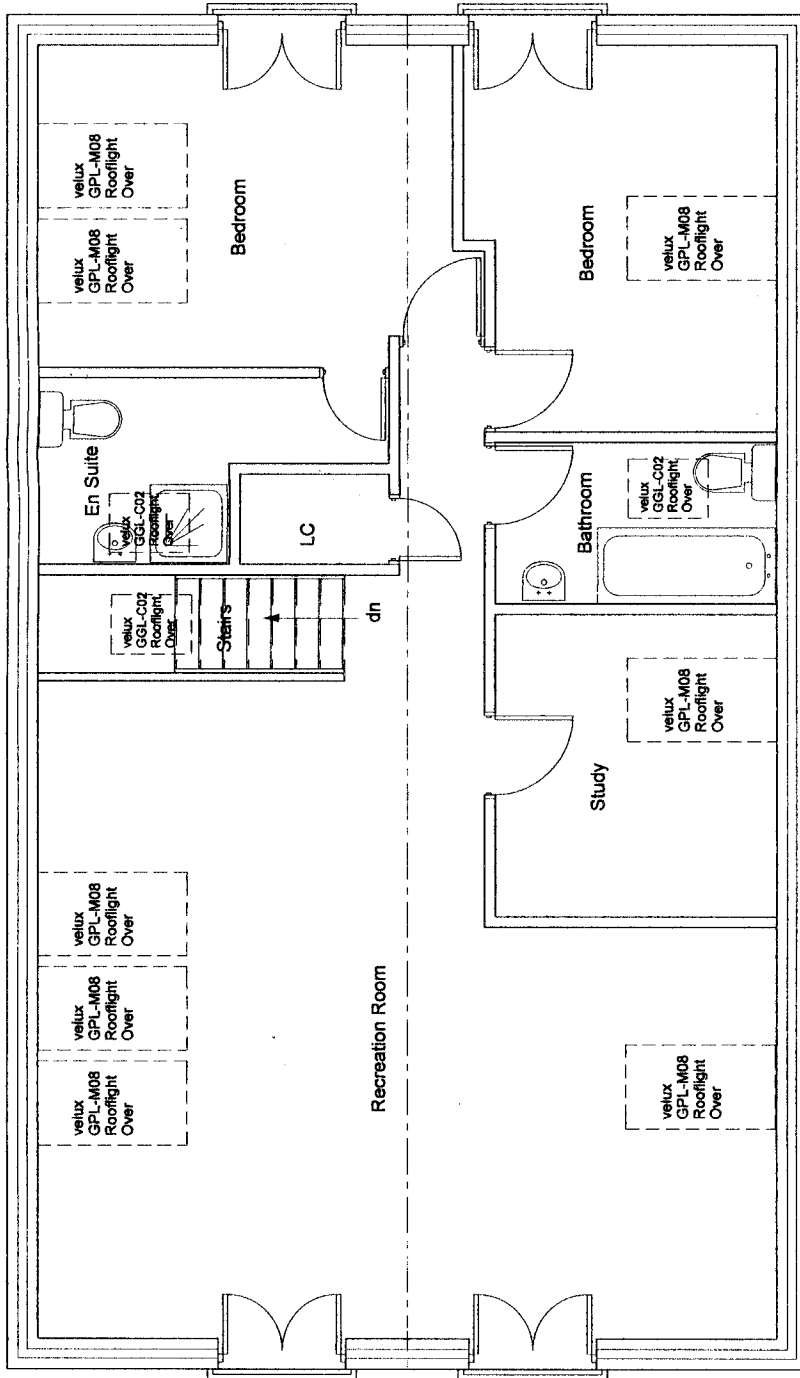 velux
GPL-M08
Rooflight
Over
velux
GPL-M08
Rooflight
Over
Bedroom
Bedroom
velux
GPL-M08
Rooflight
Over
En Suite
velux
GGL-C02
Rooflight
Over
LC
Bathroom
velux
GGL-C02
Rooflight
Over
velux
GGL-C02
Rooflight
Over
Stairs
dn
Study
velux
GPL-M08
Rooflight
Over
velux
GPL-M08
Rooflight
Over
velux
GPL-M08
Rooflight
Over
velux
GPL-M08
Rooflight
Over
Recreation Room
velux
GPL-M08
Rooflight
Over